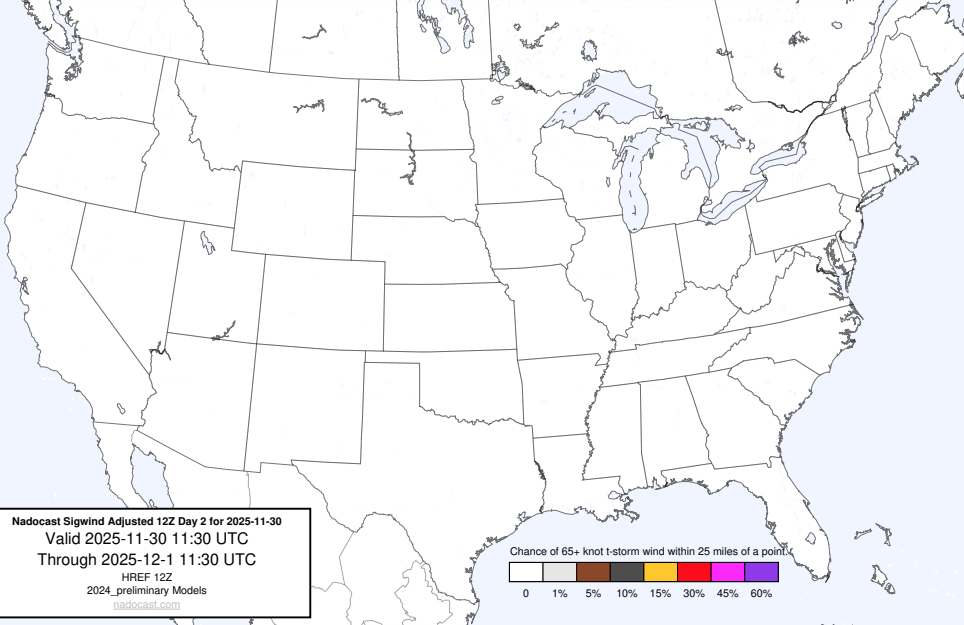 Nadocast Sigwind Adjusted 12Z Day 2 for 2025-11-30
Valid 2025-11-30 11:30 UTC
Through 2025-12-1 11:30 UTC
HREF 12Z
2024_preliminary Models
nadocast.com
Chance of 65+ knot t-storm wind within 25 miles of a point.
0 1% 5% 10% 15% 30% 45% 60%